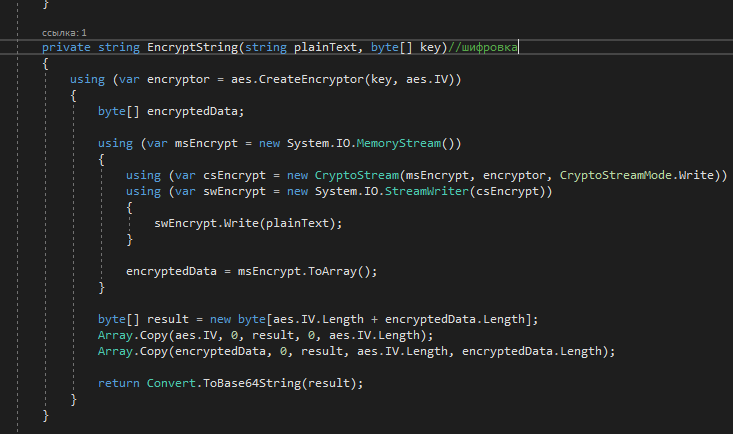 }
ссылка: 1
private string EncryptString(string plainText, byte[] key)//шифровка
{
using (var encryptor = aes.CreateEncryptor(key, aes.IV))
{
byte[] encryptedData;
using (var msEncrypt = new System.IO.MemoryStream())
{
using (var csEncrypt = new CryptoStream(msEncrypt, encryptor, CryptoStreamMode.Write))
using (var swEncrypt = new System.IO.StreamWriter(csEncrypt))
{
swEncrypt.Write(plainText);
}
encryptedData = msEncrypt.ToArray();
}
byte[] result = new byte[aes.IV.Length + encryptedData.Length];
Array.Copy(aes.IV, 0, result, 0, aes.IV.Length);
Array.Copy(encryptedData, 0, result, aes.IV.Length, encryptedData.Length);
return Convert.ToBase64String(result);
}
}